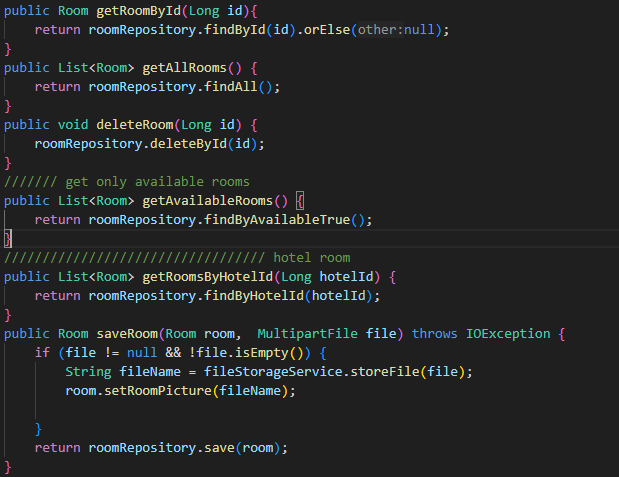 public Room getRoomById(Long id){
    return roomRepository.findById(id).orElse(other:null);
}
public List<Room> getAllRooms() {
    return roomRepository.findAll();
}
public void deleteRoom(Long id) {
    roomRepository.deleteById(id);
}
/////// get only available rooms
public List<Room> getAvailableRooms() {
    return roomRepository.findByAvailableTrue();
}
////////////////////////////////// hotel room
public List<Room> getRoomsByHotelId(Long hotelId) {
    return roomRepository.findByHotelId(hotelId);
}
public Room saveRoom(Room room,  MultipartFile file) throws IOException {
    if (file != null && !file.isEmpty()) {
        String fileName = fileStorageService.storeFile(file);
        room.setRoomPicture(fileName);

    }
    return roomRepository.save(room);
}